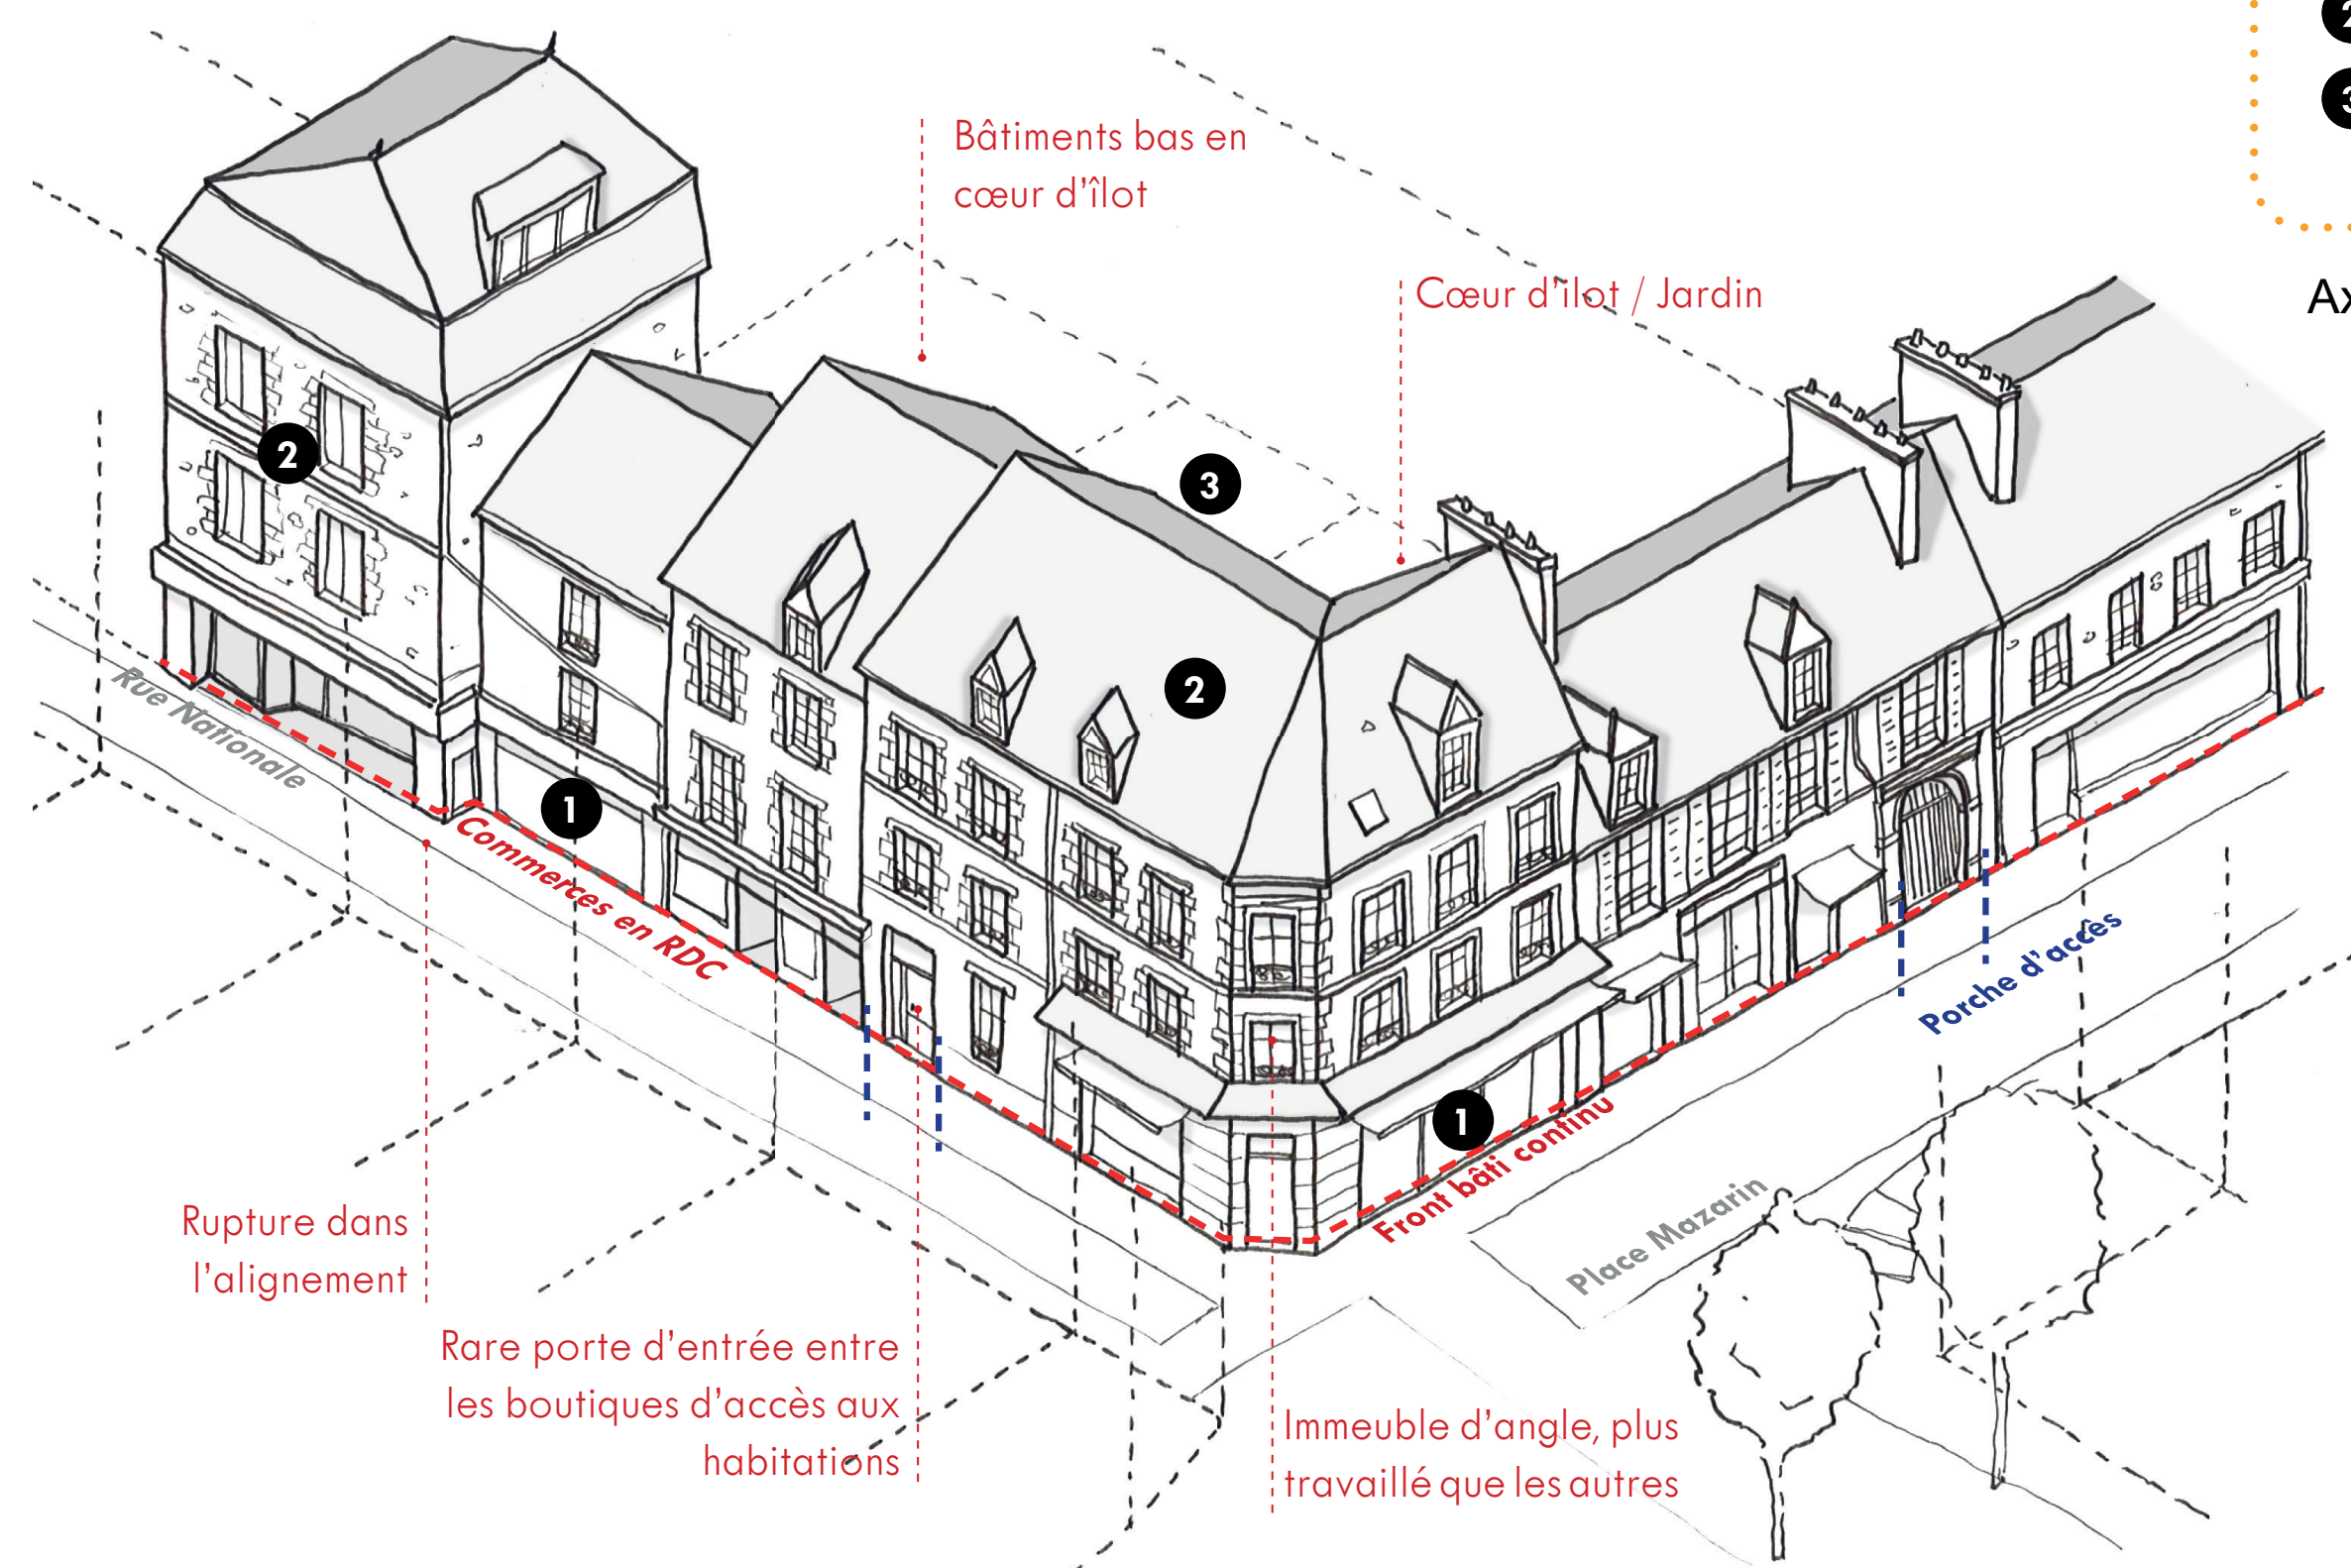 2
3
Ax
Bâtiments bas en
cœur d'îlot
Cœur d'ilot / Jardin
2
3
2
1
1
Rue Nationale
Commerces en RDC
Porche d'accès
Front bâti continu
Place Mazarin
Rupture dans
l'alignement
Rare porte d'entrée entre
les boutiques d'accès aux
habitations
Immeuble d'angle, plus
travaillé que les autres